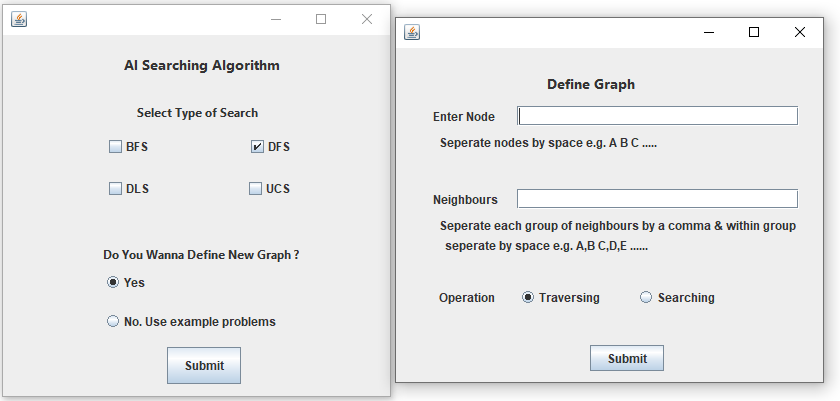 AI Searching Algorithm
Select Type of Search
BFS DFS
DLS UCS
Do You Wanna Define New Graph ?
Yes
No. Use example problems
Submit
Define Graph
Enter Node
Seperate nodes by space e.g. A B C .....
Neighbours
Seperate each group of neighbours by a comma & within group
seperate by space e.g. A,B C,D,E ......
Operation Traversing Searching
Submit